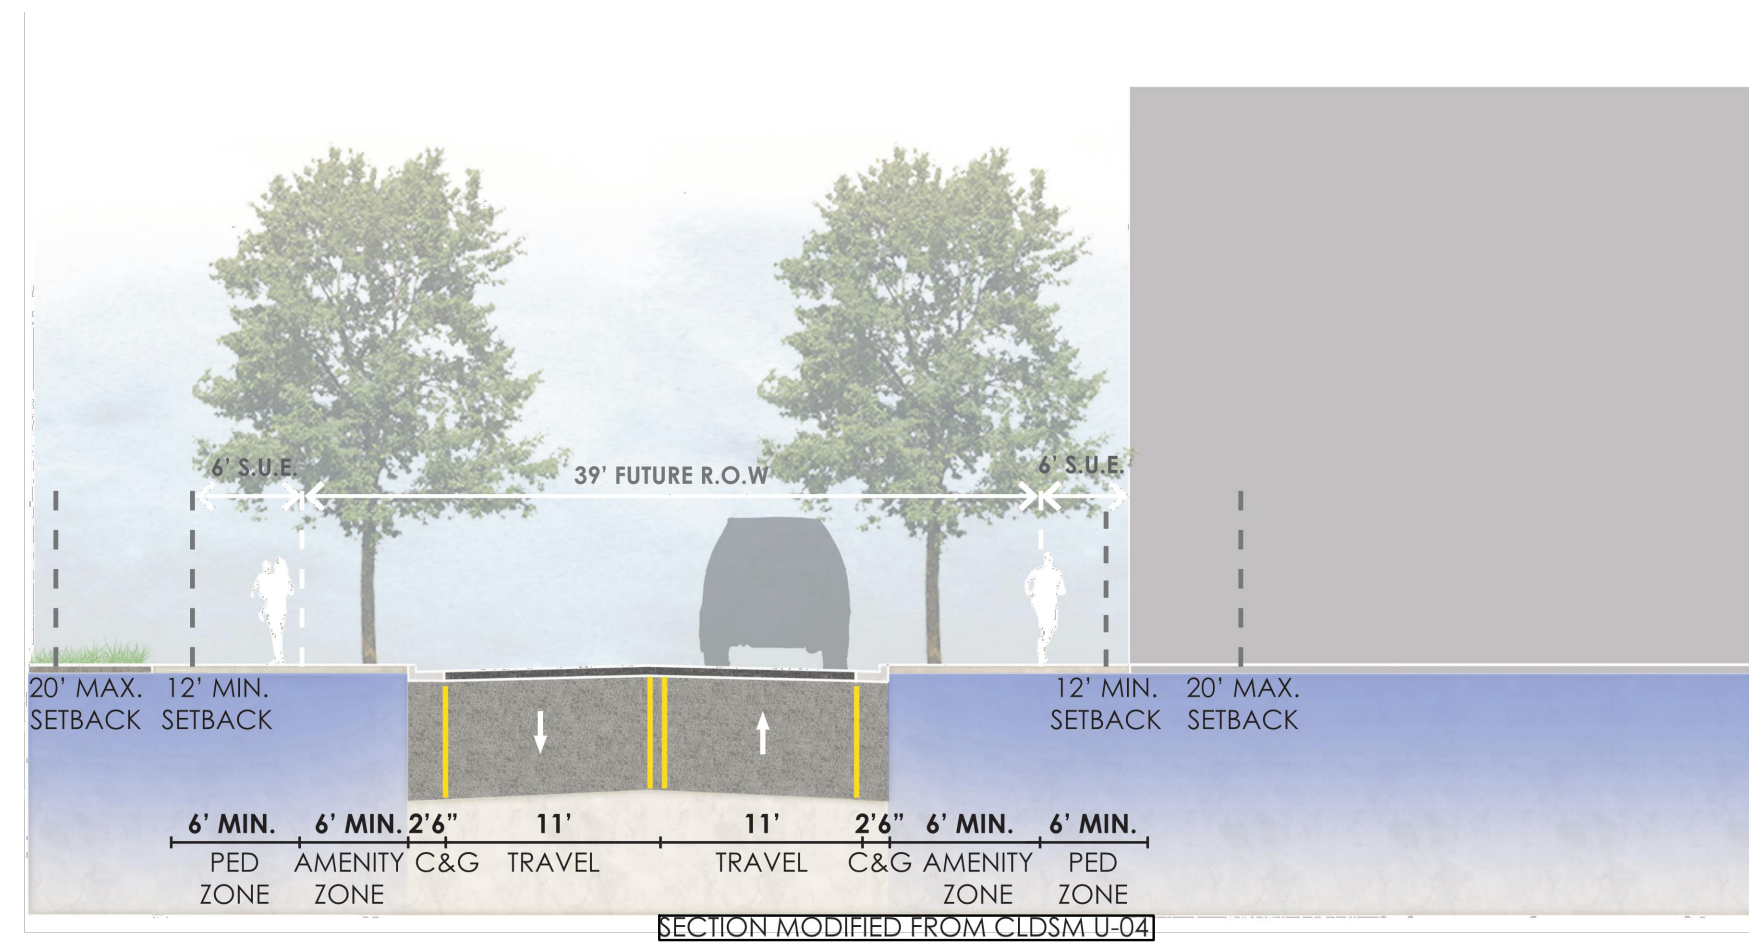 6' S.U.E.
39' FUTURE R.O.W
6' S.U.E.
20' MAX.
SETBACK
12' MIN.
SETBACK
12' MIN.
SETBACK
20' MAX.
SETBACK
6' MIN.
6' MIN.
2'6"
11'
11'
2'6"
6' MIN.
6' MIN.
PED
ZONE
AMENITY
ZONE
C&G
TRAVEL
TRAVEL
C&G
AMENITY
ZONE
PED
ZONE
SECTION MODIFIED FROM CLDSM U-04